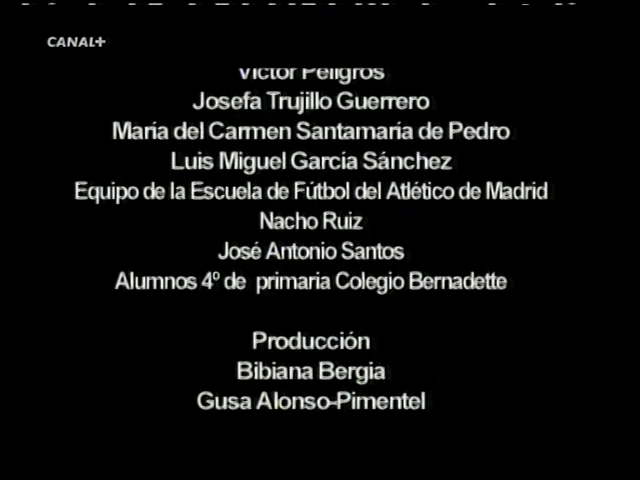 CANAL+
Víctor Peligros
Josefa Trujillo Guerrero
María del Carmen Santamaría de Pedro
Luis Miguel García Sánchez
Equipo de la Escuela de Fútbol del Atlético de Madrid
Nacho Ruiz
José Antonio Santos
Alumnos 4º de primaria Colegio Bernadette
Producción
Bibiana Bergia
Gusa Alonso-Pimentel